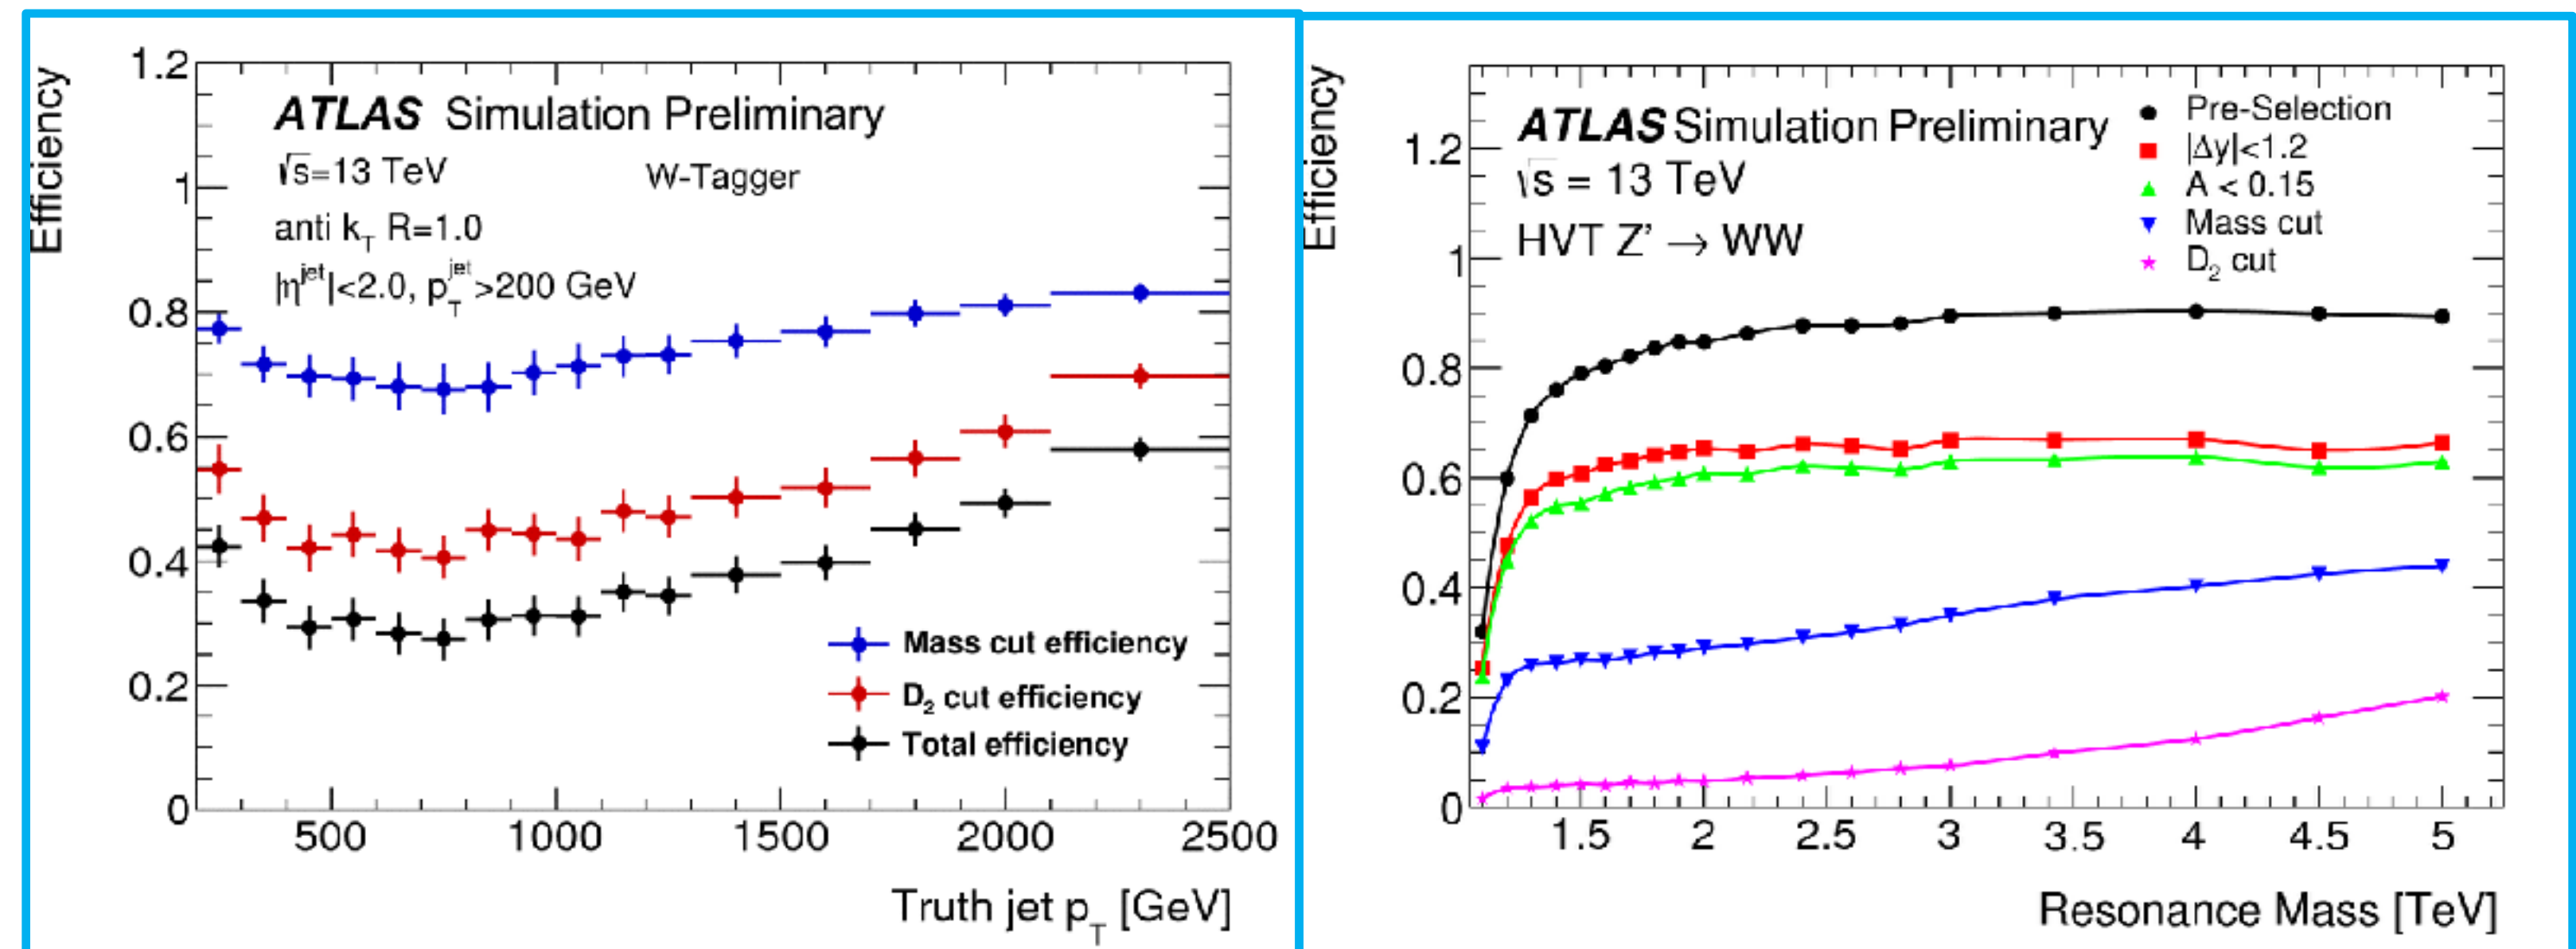 Efficiency
1.2
1
0.8
0.6
0.4
0.2
0
ATLAS Simulation Preliminary
√s=13 TeV
W-Tagger
anti k_T R=1.0
|η^jet|<2.0, p_T^jet>200 GeV
Mass cut efficiency
D₂ cut efficiency
Total efficiency
500 1000 1500 2000 2500
Truth jet p_T [GeV]
Efficiency
1.2
1
0.8
0.6
0.4
0.2
0
ATLAS Simulation Preliminary
√s = 13 TeV
HVT Z' → WW
Pre-Selection
|Δy|<1.2
A < 0.15
Mass cut
D₂ cut
1.5 2 2.5 3 3.5 4 4.5 5
Resonance Mass [TeV]